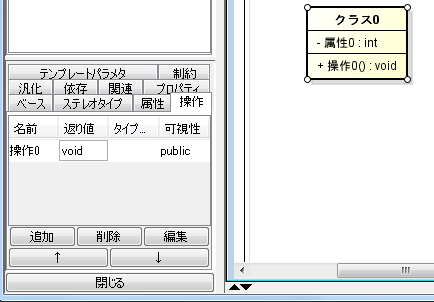 クラス0
- 属性0 : int
+ 操作0() : void
テンプレートパラメタ 制約
汎化 依存 関連 プロパティ
ベース ステレオタイプ 属性 操作
名前 返り値 タイプ... 可視性
操作0 void public
追加 削除 編集
↑ ↓
閉じる